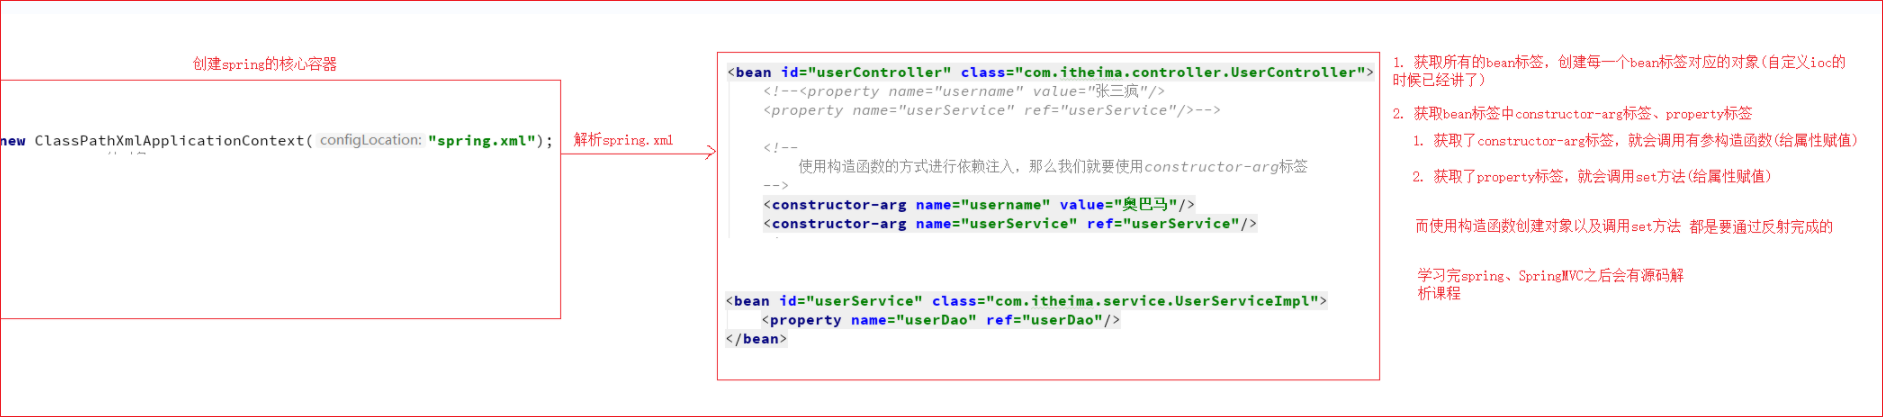 创建spring的核心容器
new ClassPathXmlApplicationContext( configLocation: "spring.xml");
解析spring.xml
<bean id="userController" class="com.itheima.controller.UserController">
<!--<property name="username" value="张三疯"/>
<property name="userService" ref="userService"/>-->
<!--
使用构造函数的方式进行依赖注入，那么我们就要使用constructor-arg标签
-->
<constructor-arg name="username" value="奥巴马"/>
<constructor-arg name="userService" ref="userService"/>
<bean id="userService" class="com.itheima.service.UserServiceImpl">
<property name="userDao" ref="userDao"/>
</bean>
1. 获取所有的bean标签，创建每一个bean标签对应的对象(自定义ioc的
时候已经讲了)
2. 获取bean标签中constructor-arg标签、property标签
1. 获取了constructor-arg标签，就会调用有参构造函数(给属性赋值)
2. 获取了property标签，就会调用set方法(给属性赋值)
而使用构造函数创建对象以及调用set方法 都是要通过反射完成的
学习完spring、SpringMVC之后会有源码解
析课程